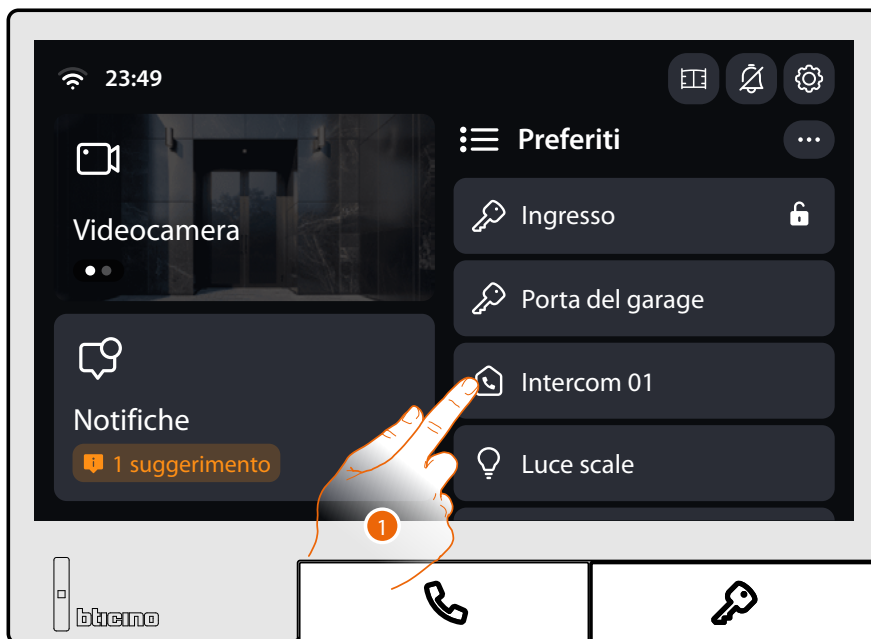 23:49
Videocamera
Notifiche
1 suggerimento
Preferiti
Ingresso
Porta del garage
Intercom 01
Luce scale
1
bticino